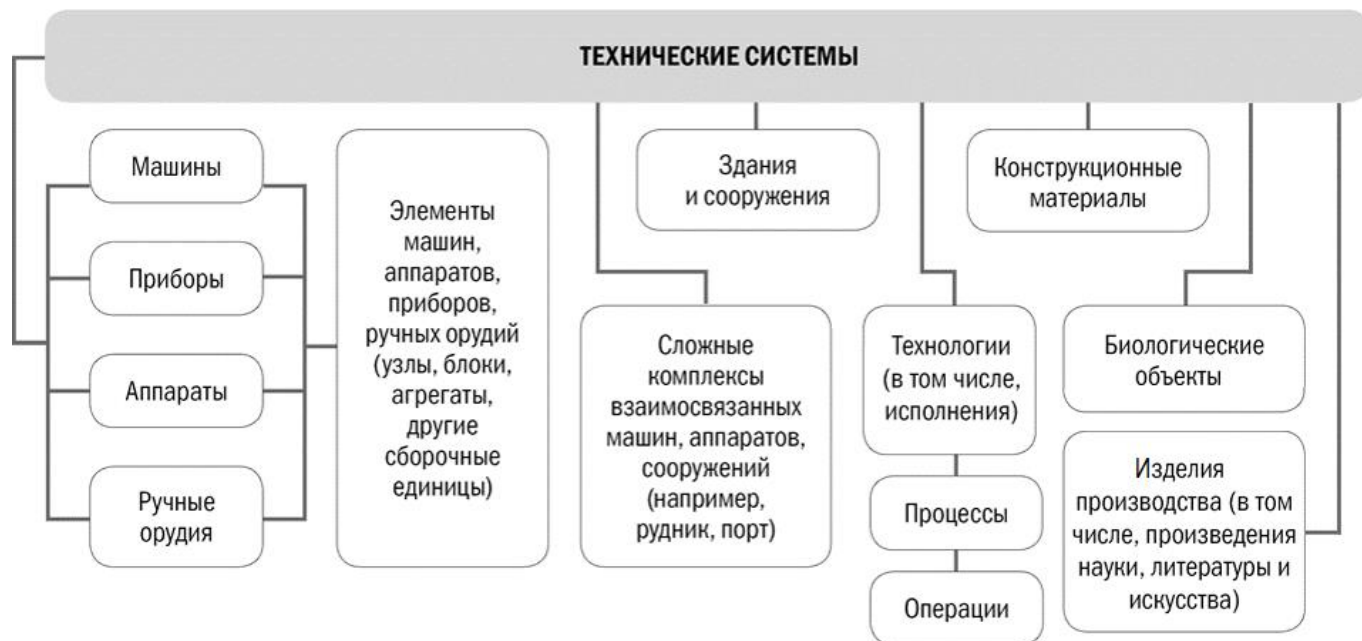 ТЕХНИЧЕСКИЕ СИСТЕМЫ
Машины
Приборы
Аппараты
Ручные
орудия
Элементы
машин,
аппаратов,
приборов,
ручных орудий
(узлы, блоки,
агрегаты,
другие
сборочные
единицы)
Здания
и сооружения
Сложные
комплексы
взаимосвязанных
машин, аппаратов,
сооружений
(например,
рудник, порт)
Конструкционные
материалы
Технологии
(в том числе,
исполнения)
Процессы
Операции
Биологические
объекты
Изделия
производства (в том
числе, произведения
науки, литературы и
искусства)